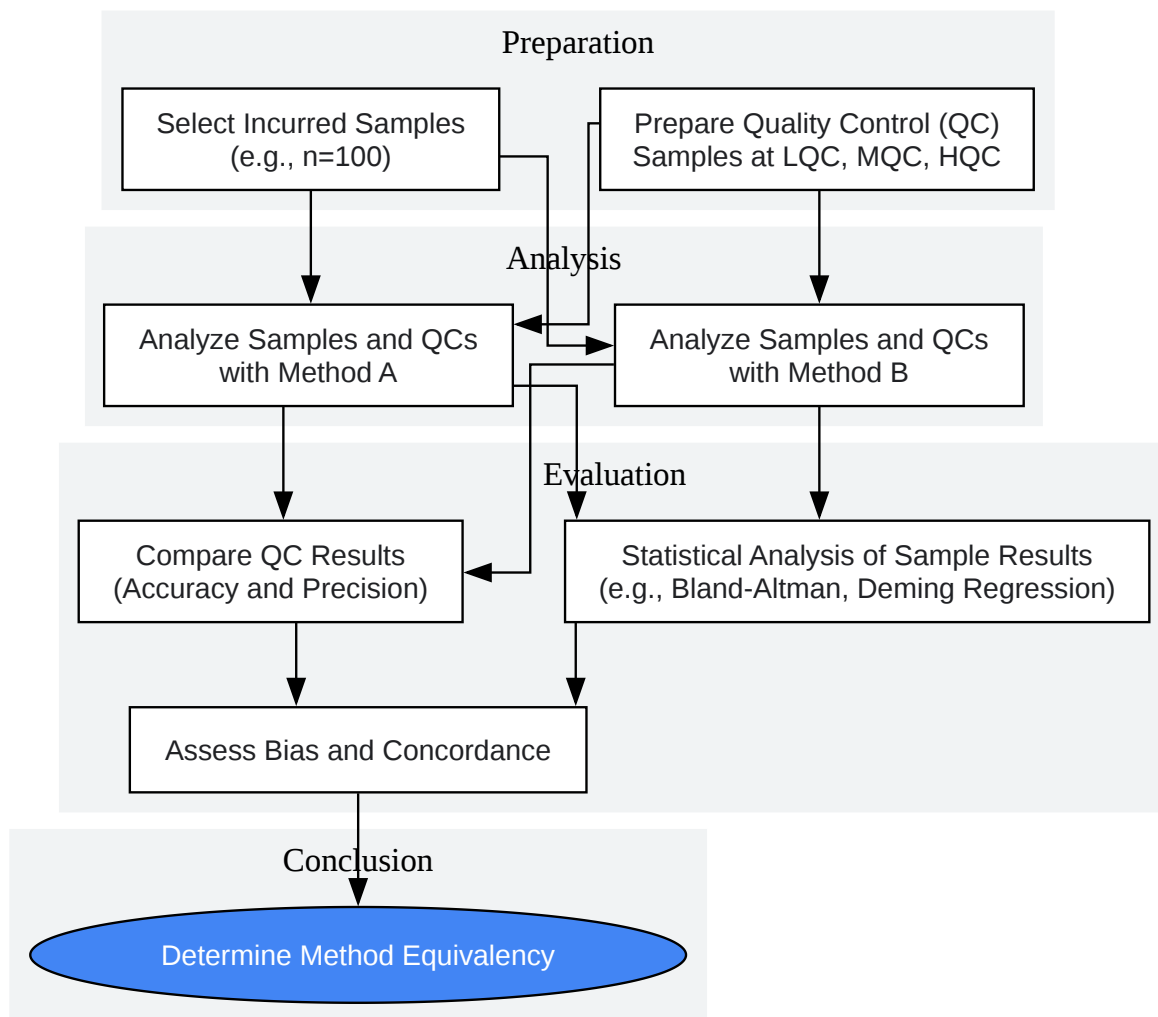 Preparation
Select Incurred Samples
(e.g., n=100)
Prepare Quality Control (QC)
Samples at LQC, MQC, HQC
Analysis
Analyze Samples and QCs
with Method A
Analyze Samples and QCs
with Method B
Evaluation
Compare QC Results
(Accuracy and Precision)
Statistical Analysis of Sample Results
(e.g., Bland-Altman, Deming Regression)
Assess Bias and Concordance
Conclusion
Determine Method Equivalency